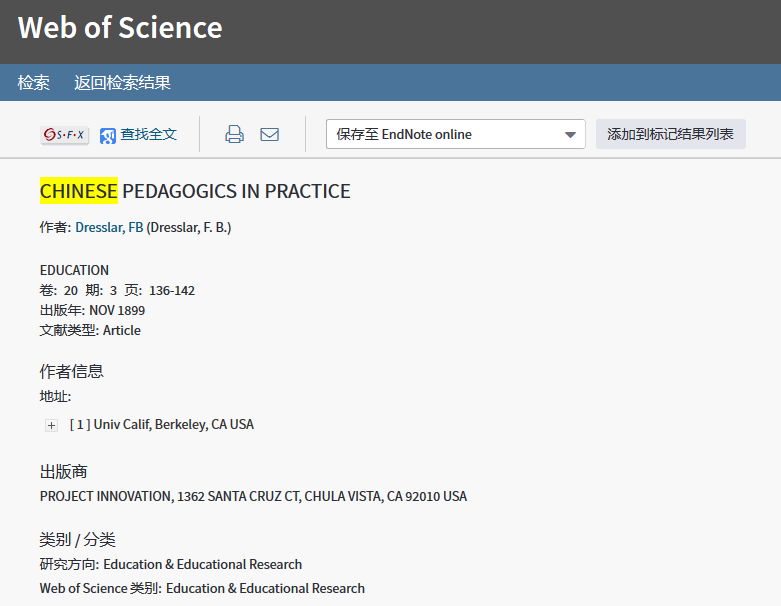 Web of Science
检索 返回检索结果
S·F·X 查找全文 保存至 EndNote online 添加到标记结果列表
CHINESE PEDAGOGICS IN PRACTICE
作者: Dresslar, FB (Dresslar, F. B.)
EDUCATION
卷: 20 期: 3 页: 136-142
出版年: NOV 1899
文献类型: Article
作者信息
地址:
[ 1 ] Univ Calif, Berkeley, CA USA
出版商
PROJECT INNOVATION, 1362 SANTA CRUZ CT, CHULA VISTA, CA 92010 USA
类别 / 分类
研究方向: Education & Educational Research
Web of Science 类别: Education & Educational Research